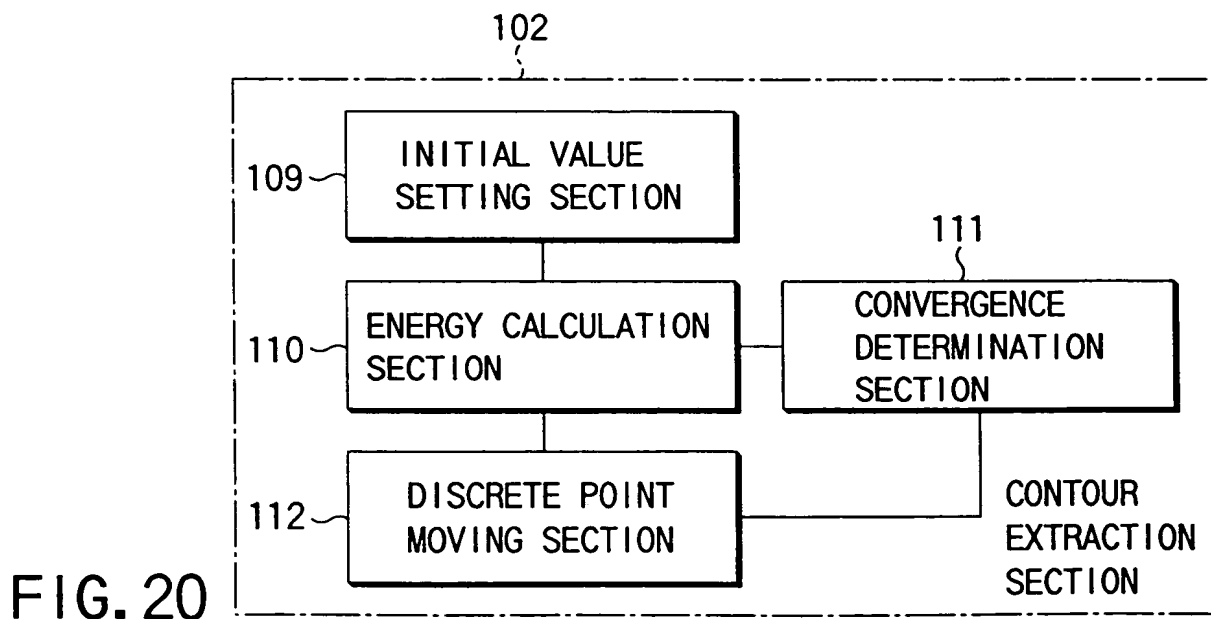 102
INITIAL VALUE
SETTING SECTION
109
111
ENERGY CALCULATION
SECTION
110
CONVERGENCE
DETERMINATION
SECTION
DISCRETE POINT
MOVING SECTION
112
CONTOUR
EXTRACTION
SECTION
FIG. 20